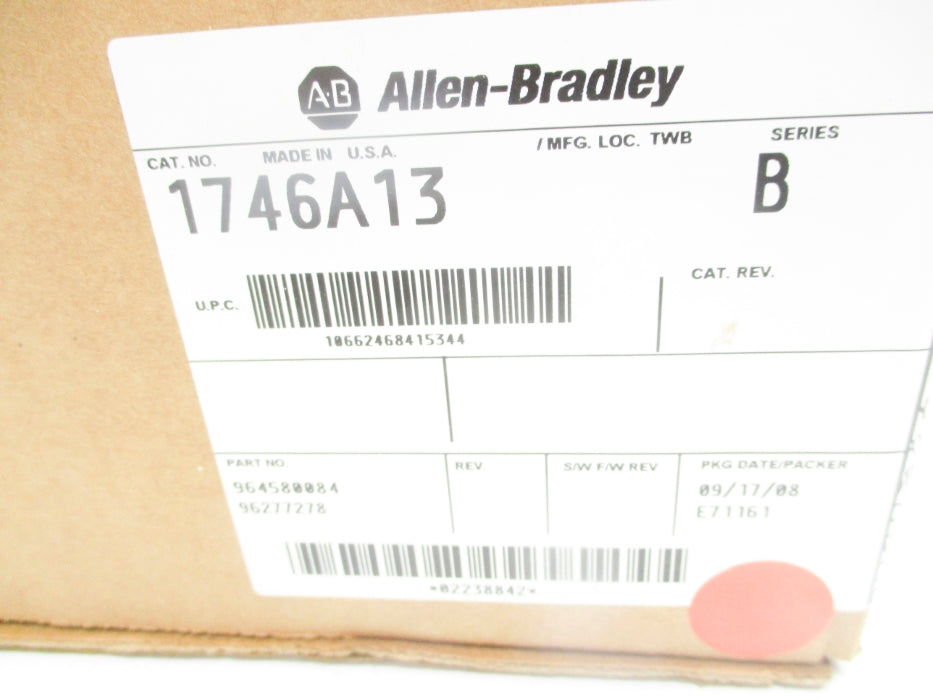 A·B Allen-Bradley
CAT. NO. MADE IN U.S.A. / MFG. LOC. TWB SERIES
1746A13 B
U.P.C. CAT. REV.
10662468415344
PART NO. REV. S/W F/W REV PKG DATE/PACKER
964580084 09/17/08
96277278 E71161
*02238842*